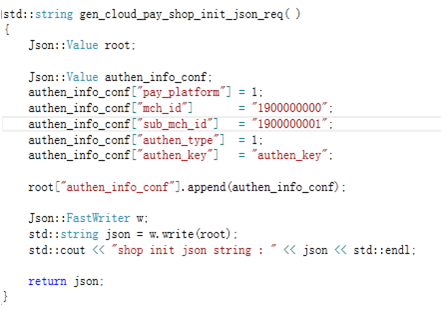 std::string gen_cloud_pay_shop_init_json_req()
{
    Json::Value root;

    Json::Value authen_info_conf;
    authen_info_conf["pay_platform"] = 1;
    authen_info_conf["mch_id"]       = "1900000000";
    authen_info_conf["sub_mch_id"]   = "1900000001";
    authen_info_conf["authen_type"]  = 1;
    authen_info_conf["authen_key"]   = "authen_key";

    root["authen_info_conf"].append(authen_info_conf);

    Json::FastWriter w;
    std::string json = w.write(root);
    std::cout << "shop init json string : " << json << std::endl;

    return json;
}